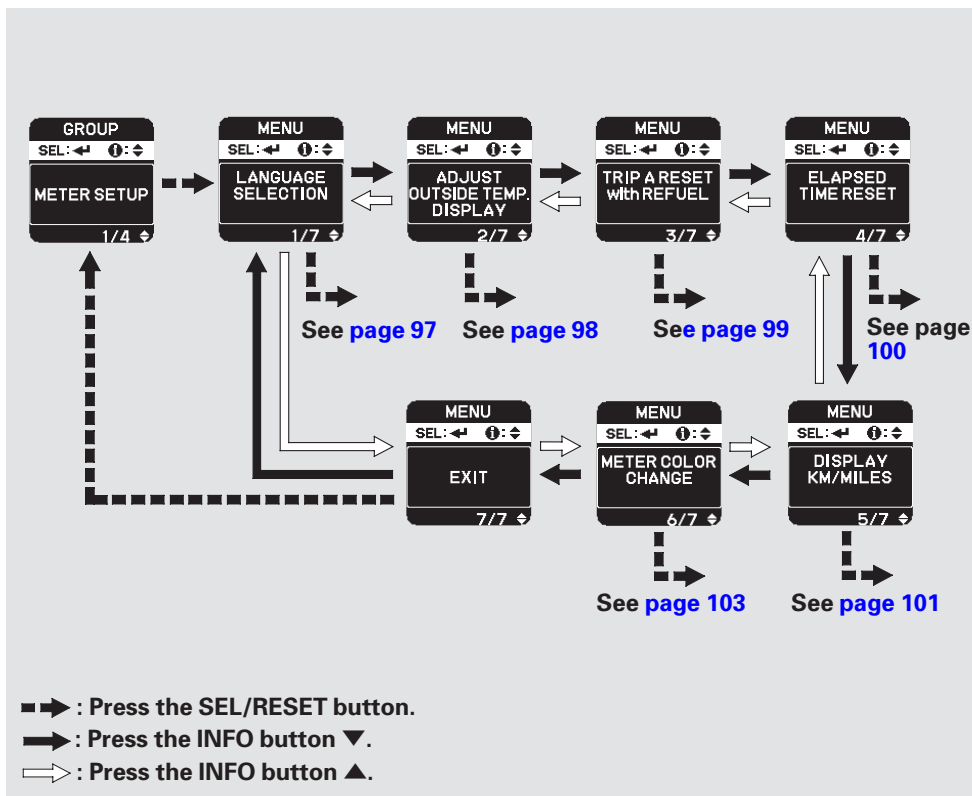 GROUP
SEL:↵ ℹ:⬍
METER SETUP
1/4 ⬍
MENU
SEL:↵ ℹ:⬍
LANGUAGE
SELECTION
1/7 ⬍
See page 97
MENU
SEL:↵ ℹ:⬍
ADJUST
OUTSIDE TEMP.
DISPLAY
2/7 ⬍
See page 98
MENU
SEL:↵ ℹ:⬍
TRIP A RESET
with REFUEL
3/7 ⬍
See page 99
MENU
SEL:↵ ℹ:⬍
ELAPSED
TIME RESET
4/7 ⬍
See page
100
MENU
SEL:↵ ℹ:⬍
EXIT
7/7 ⬍
MENU
SEL:↵ ℹ:⬍
METER COLOR
CHANGE
6/7 ⬍
See page 103
MENU
SEL:↵ ℹ:⬍
DISPLAY
KM/MILES
5/7 ⬍
See page 101
: Press the SEL/RESET button.
: Press the INFO button ▼.
: Press the INFO button ▲.